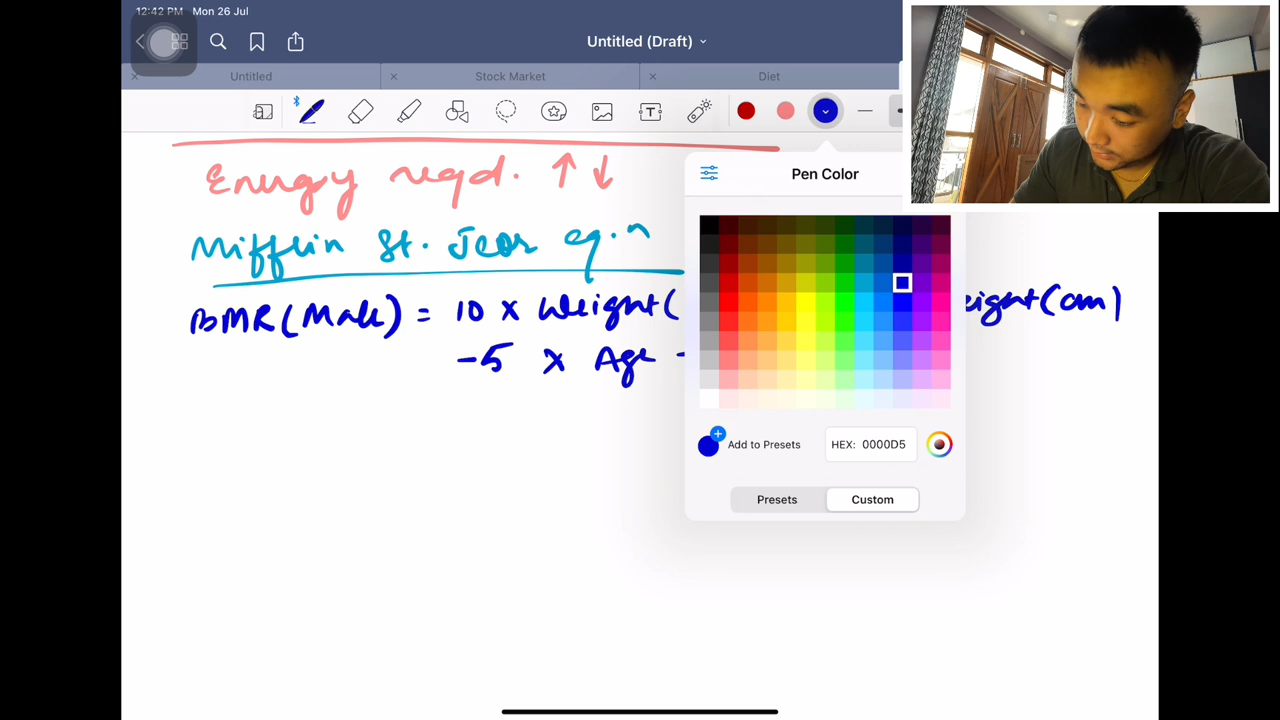 12:42 PM Mon 26 Jul
Untitled (Draft)
Untitled
Stock Market
Diet
T
Energy reqd. ↑ ↓
Mifflin St. Jeor eq.n
BMR (Male) = 10 x Weight( eight(cm)
-5 x Age -
Pen Color
Add to Presets
HEX: 0000D5
Presets
Custom